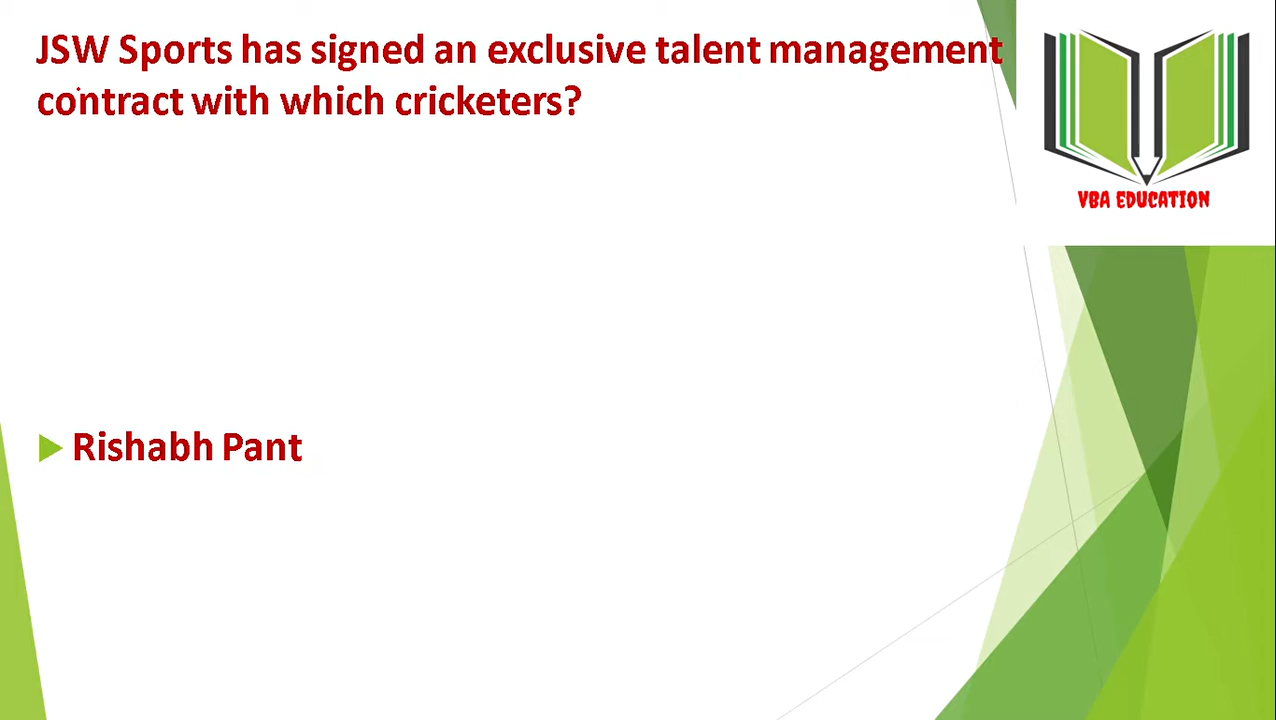 JSW Sports has signed an exclusive talent management
contract with which cricketers?
VBA EDUCATION
Rishabh Pant